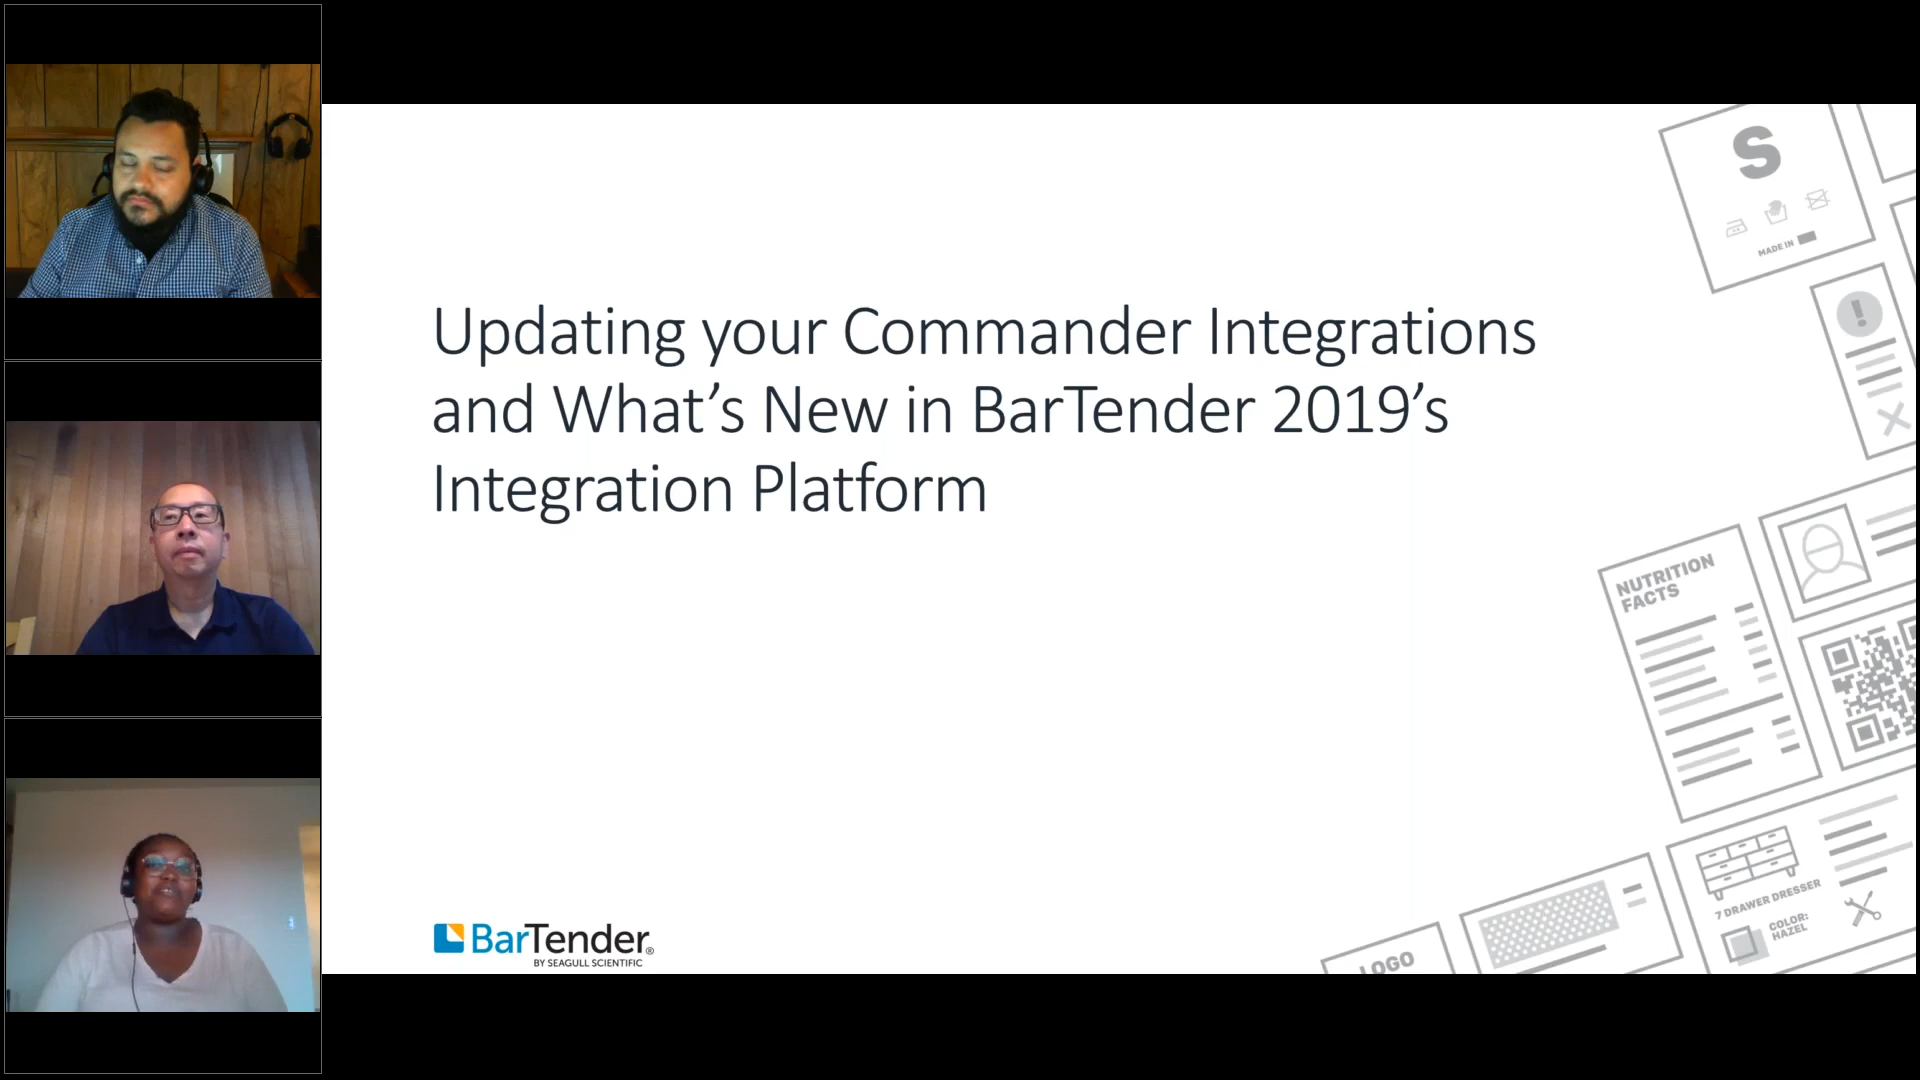 Updating your Commander Integrations
and What's New in BarTender 2019's
Integration Platform
BarTender®
BY SEAGULL SCIENTIFIC
S
MADE IN
!
NUTRITION
FACTS
7 DRAWER DRESSER
COLOR:
HAZEL
LOGO